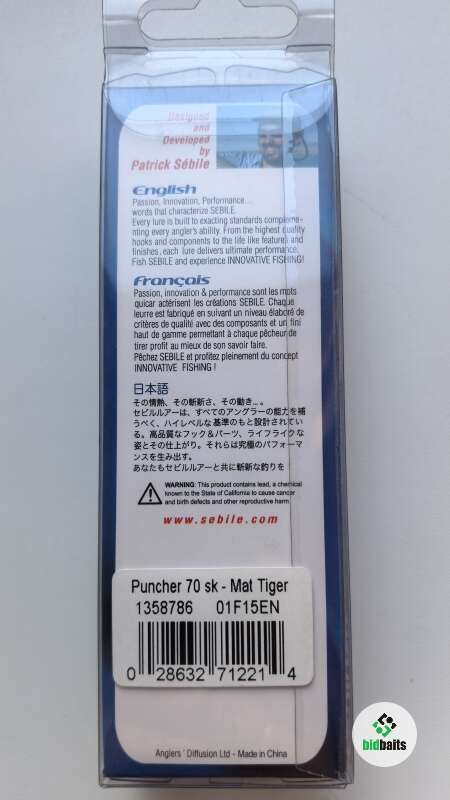 Designed
and
Developed
by
Patrick Sébile
English
Passion, Innovation, Performance...
words that characterize SEBILE.
Every lure is built to exacting standards compleme-
nting every angler's ability. From the highest quality
hooks and components to the life like features and
finishes, each lure delivers ultimate performance.
Fish SEBILE and experience INNOVATIVE FISHING!
Français
Passion, innovation & performance sont les mots
quicar actérisent les créations SEBILE. Chaque
leurre est fabriqué en suivant un niveau élaboré de
critères de qualité avec des composants et un fini
haut de gamme permettant à chaque pêcheur de
tirer profit au mieux de son savoir faire.
Pêchez SEBILE et profitez pleinement du concept
INNOVATIVE FISHING !
日本語
その情熱、その斬新さ、その動き...。
セビルルアーは、すべてのアングラーの能力を補
うべく、ハイレベルな基準のもと設計されてい
る。高品質なフック＆パーツ、ライフライクな
姿とその仕上がり。それらは究極のパフォーマ
ンスを生み出す。
あなたもセビルルアーと共に斬新な釣りを
WARNING: This product contains lead, a chemical
known to the State of California to cause cancer
and birth defects and other reproductive harm.
www.sebile.com
Puncher 70 sk - Mat Tiger
1358786 01F15EN
0 28632 71221 4
Anglers' Diffusion Ltd - Made in China
bidbaits